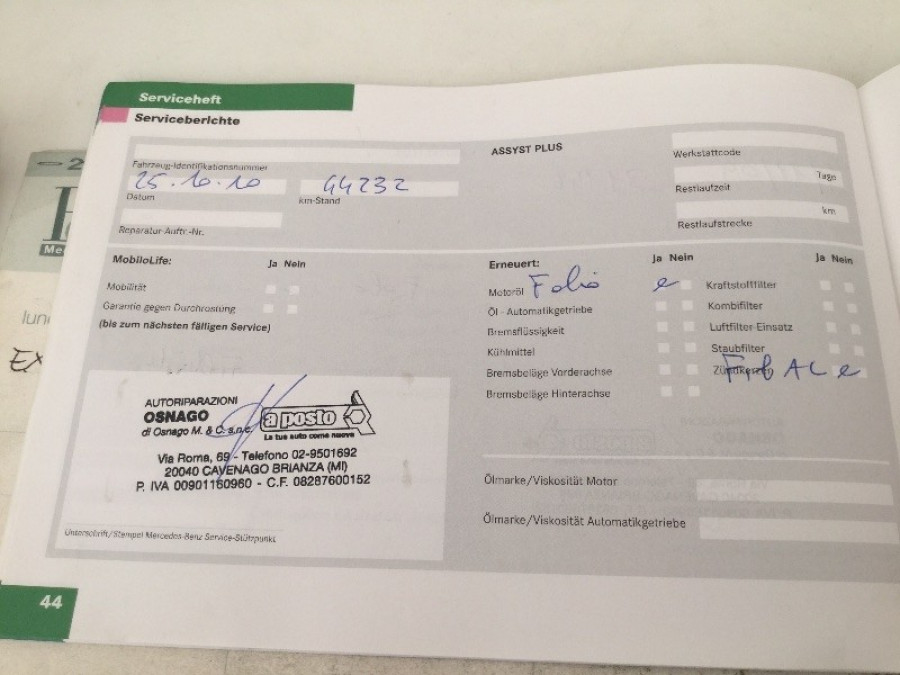 Serviceheft
Serviceberichte
Fahrzeug-Identifikationsnummer
25.10.10
44232
Datum
km-Stand
Reparatur-Auftr.-Nr.
ASSYST PLUS
Werkstattcode
Tage
Restlaufzeit
km
Restlaufstrecke
MobiloLife:
Ja Nein
Mobilität
Garantie gegen Durchrostung
(bis zum nächsten fälligen Service)
Erneuert:
Ja Nein
Motoröl
Öl - Automatikgetriebe
Bremsflüssigkeit
Kühlmittel
Bremsbeläge Vorderachse
Bremsbeläge Hinterachse
Ja Nein
Kraftstofffilter
Kombifilter
Luftfilter-Einsatz
Staubfilter
Zündkerzen
AUTORIPARAZIONI
OSNAGO
di Osnago M. & C. s.n.c.
a posto
La tua auto come nuova
Via Roma, 69 - Telefono 02-9501692
20040 CAVENAGO BRIANZA (MI)
P. IVA 00901160960 - C.F. 08287600152
Unterschrift/Stempel Mercedes-Benz Service-Stützpunkt
Ölmarke/Viskosität Motor
Ölmarke/Viskosität Automatikgetriebe
44